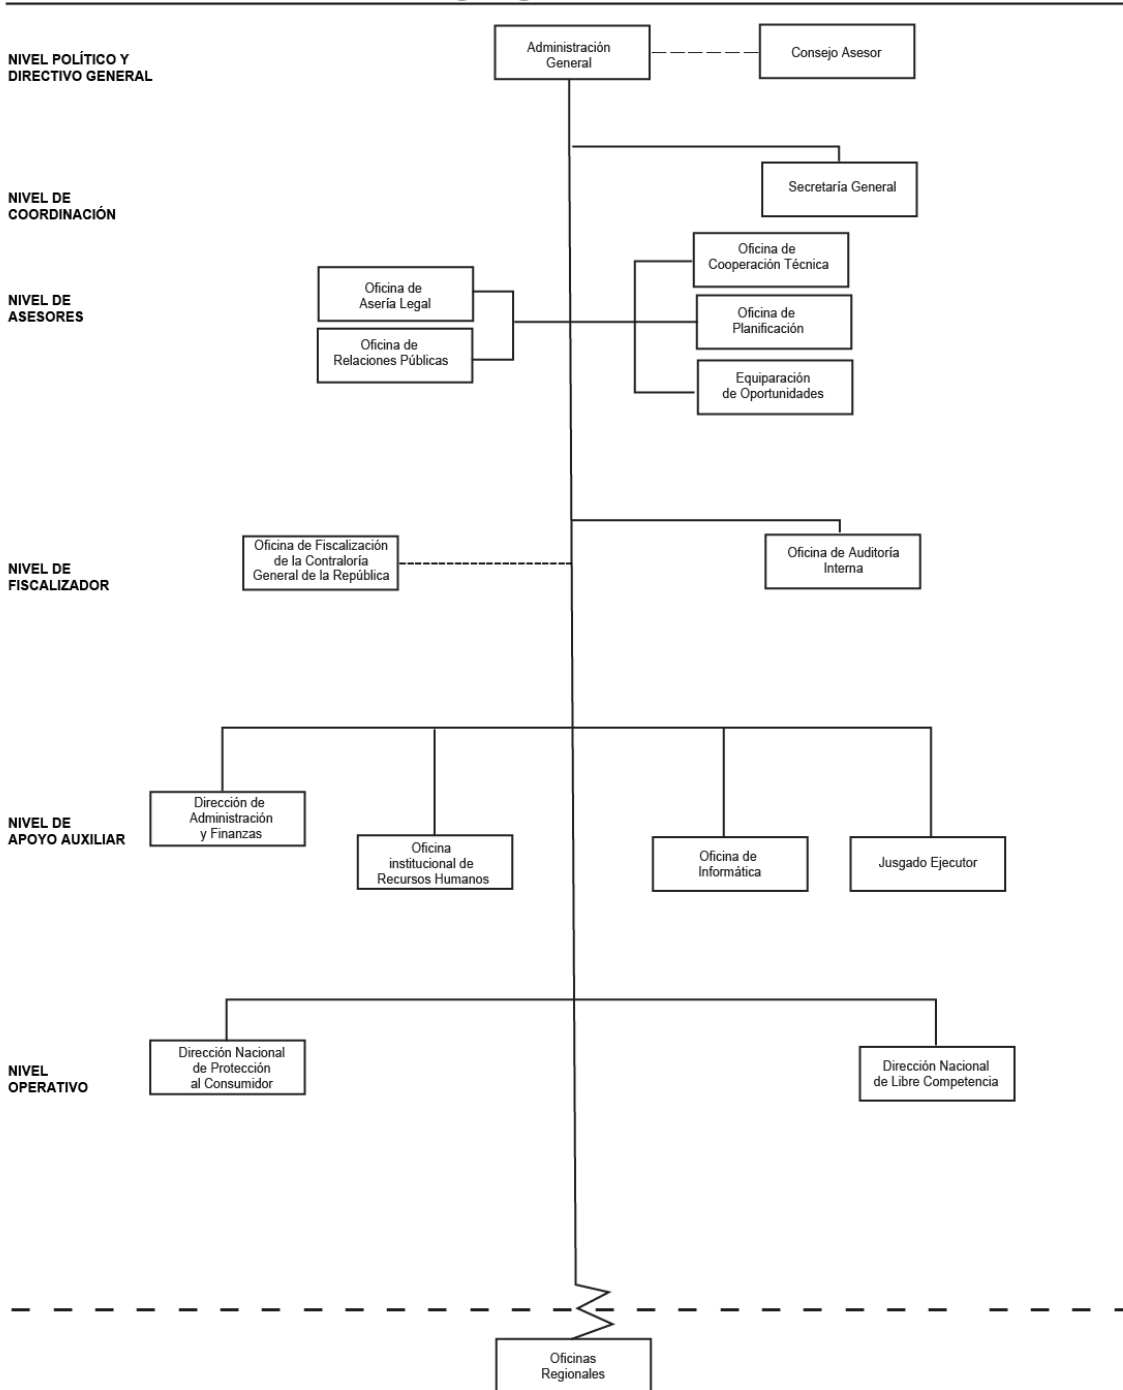 NIVEL POLÍTICO Y
DIRECTIVO GENERAL
Administración
General
Consejo Asesor
NIVEL DE
COORDINACIÓN
Secretaría General
NIVEL DE
ASESORES
Oficina de
Asería Legal
Oficina de
Relaciones Públicas
Oficina de
Cooperación Técnica
Oficina de
Planificación
Equiparación
de Oportunidades
NIVEL DE
FISCALIZADOR
Oficina de Fiscalización
de la Contraloría
General de la República
Oficina de Auditoría
Interna
NIVEL DE
APOYO AUXILIAR
Dirección de
Administración
y Finanzas
Oficina
institucional de
Recursos Humanos
Oficina de
Informática
Jusgado Ejecutor
NIVEL
OPERATIVO
Dirección Nacional
de Protección
al Consumidor
Dirección Nacional
de Libre Competencia
Oficinas
Regionales